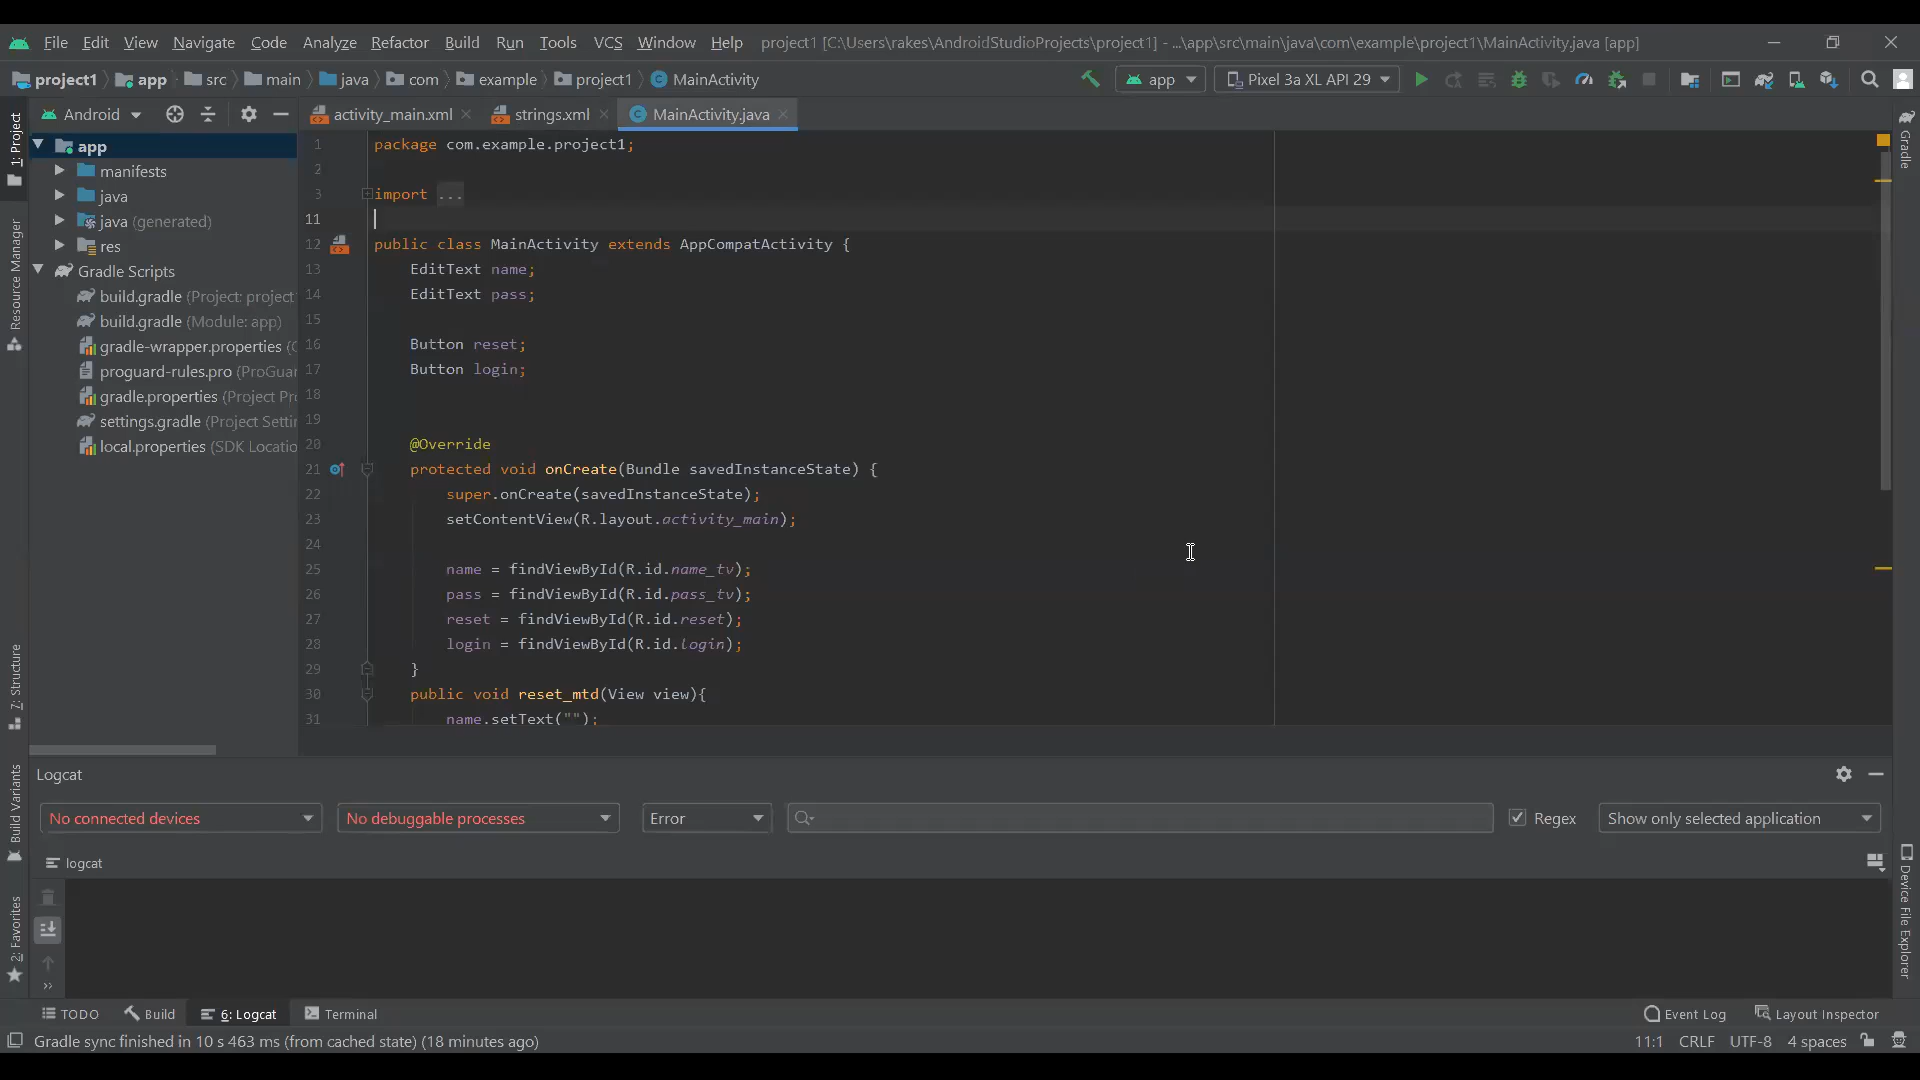 File Edit View Navigate Code Analyze Refactor Build Run Tools VCS Window Help project1 [C:\Users\rakes\AndroidStudioProjects\project1] - ...\app\src\main\java\com\example\project1\MainActivity.java [app]
project1 app src main java com example project1 MainActivity app Pixel 3a XL API 29
Android activity_main.xml strings.xml MainActivity.java
1: Project
Resource Manager
7: Structure
Build Variants
2: Favorites
app
manifests
java
java (generated)
res
Gradle Scripts
build.gradle (Project: project
build.gradle (Module: app)
gradle-wrapper.properties (G
proguard-rules.pro (ProGuar
gradle.properties (Project Pro
settings.gradle (Project Settin
local.properties (SDK Locatio
1 package com.example.project1;
2
3 import ...
11
12 public class MainActivity extends AppCompatActivity {
13 EditText name;
14 EditText pass;
15
16 Button reset;
17 Button login;
18
19
20 @Override
21 protected void onCreate(Bundle savedInstanceState) {
22 super.onCreate(savedInstanceState);
23 setContentView(R.layout.activity_main);
24
25 name = findViewById(R.id.name_tv);
26 pass = findViewById(R.id.pass_tv);
27 reset = findViewById(R.id.reset);
28 login = findViewById(R.id.login);
29 }
30 public void reset_mtd(View view){
31 name.setText("");
Gradle
Device File Explorer
Logcat
No connected devices No debuggable processes Error Regex Show only selected application
logcat
TODO Build 6: Logcat Terminal Event Log Layout Inspector
Gradle sync finished in 10 s 463 ms (from cached state) (18 minutes ago) 11:1 CRLF UTF-8 4 spaces